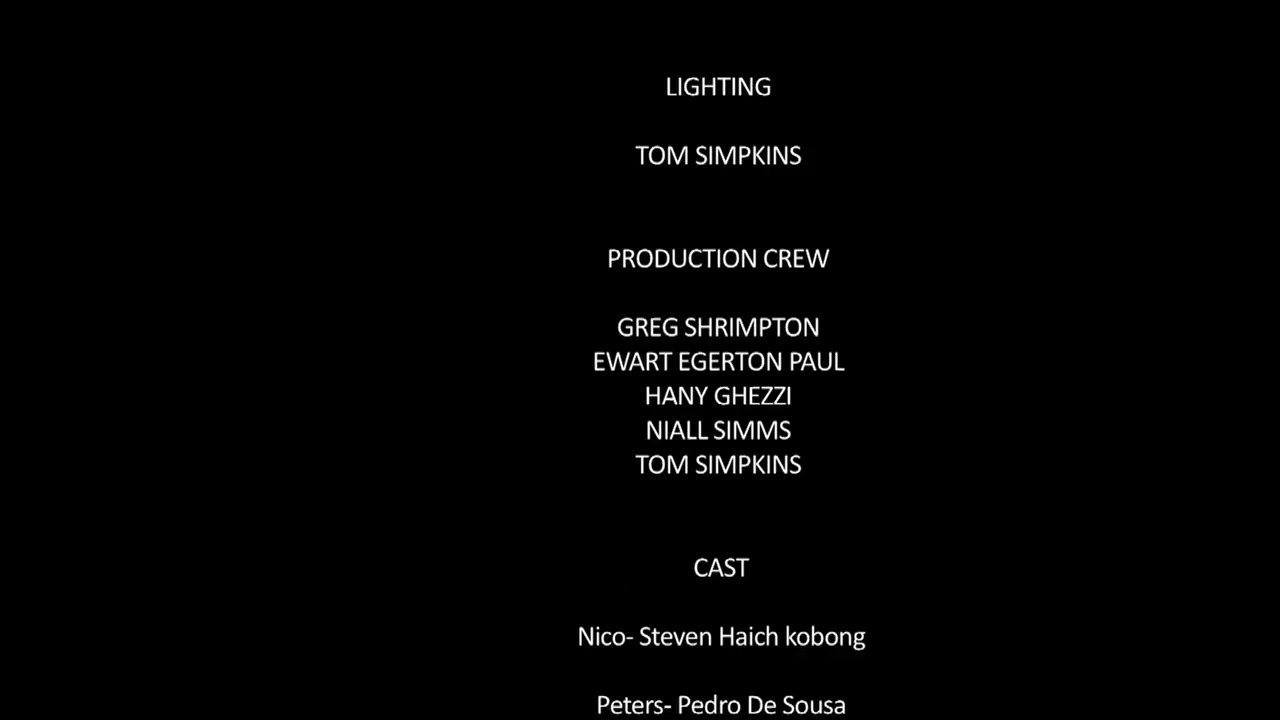 LIGHTING
TOM SIMPKINS
PRODUCTION CREW
GREG SHRIMPTON
EWART EGERTON PAUL
HANY GHEZZI
NIALL SIMMS
TOM SIMPKINS
CAST
Nico- Steven Haich kobong
Peters- Pedro De Sousa